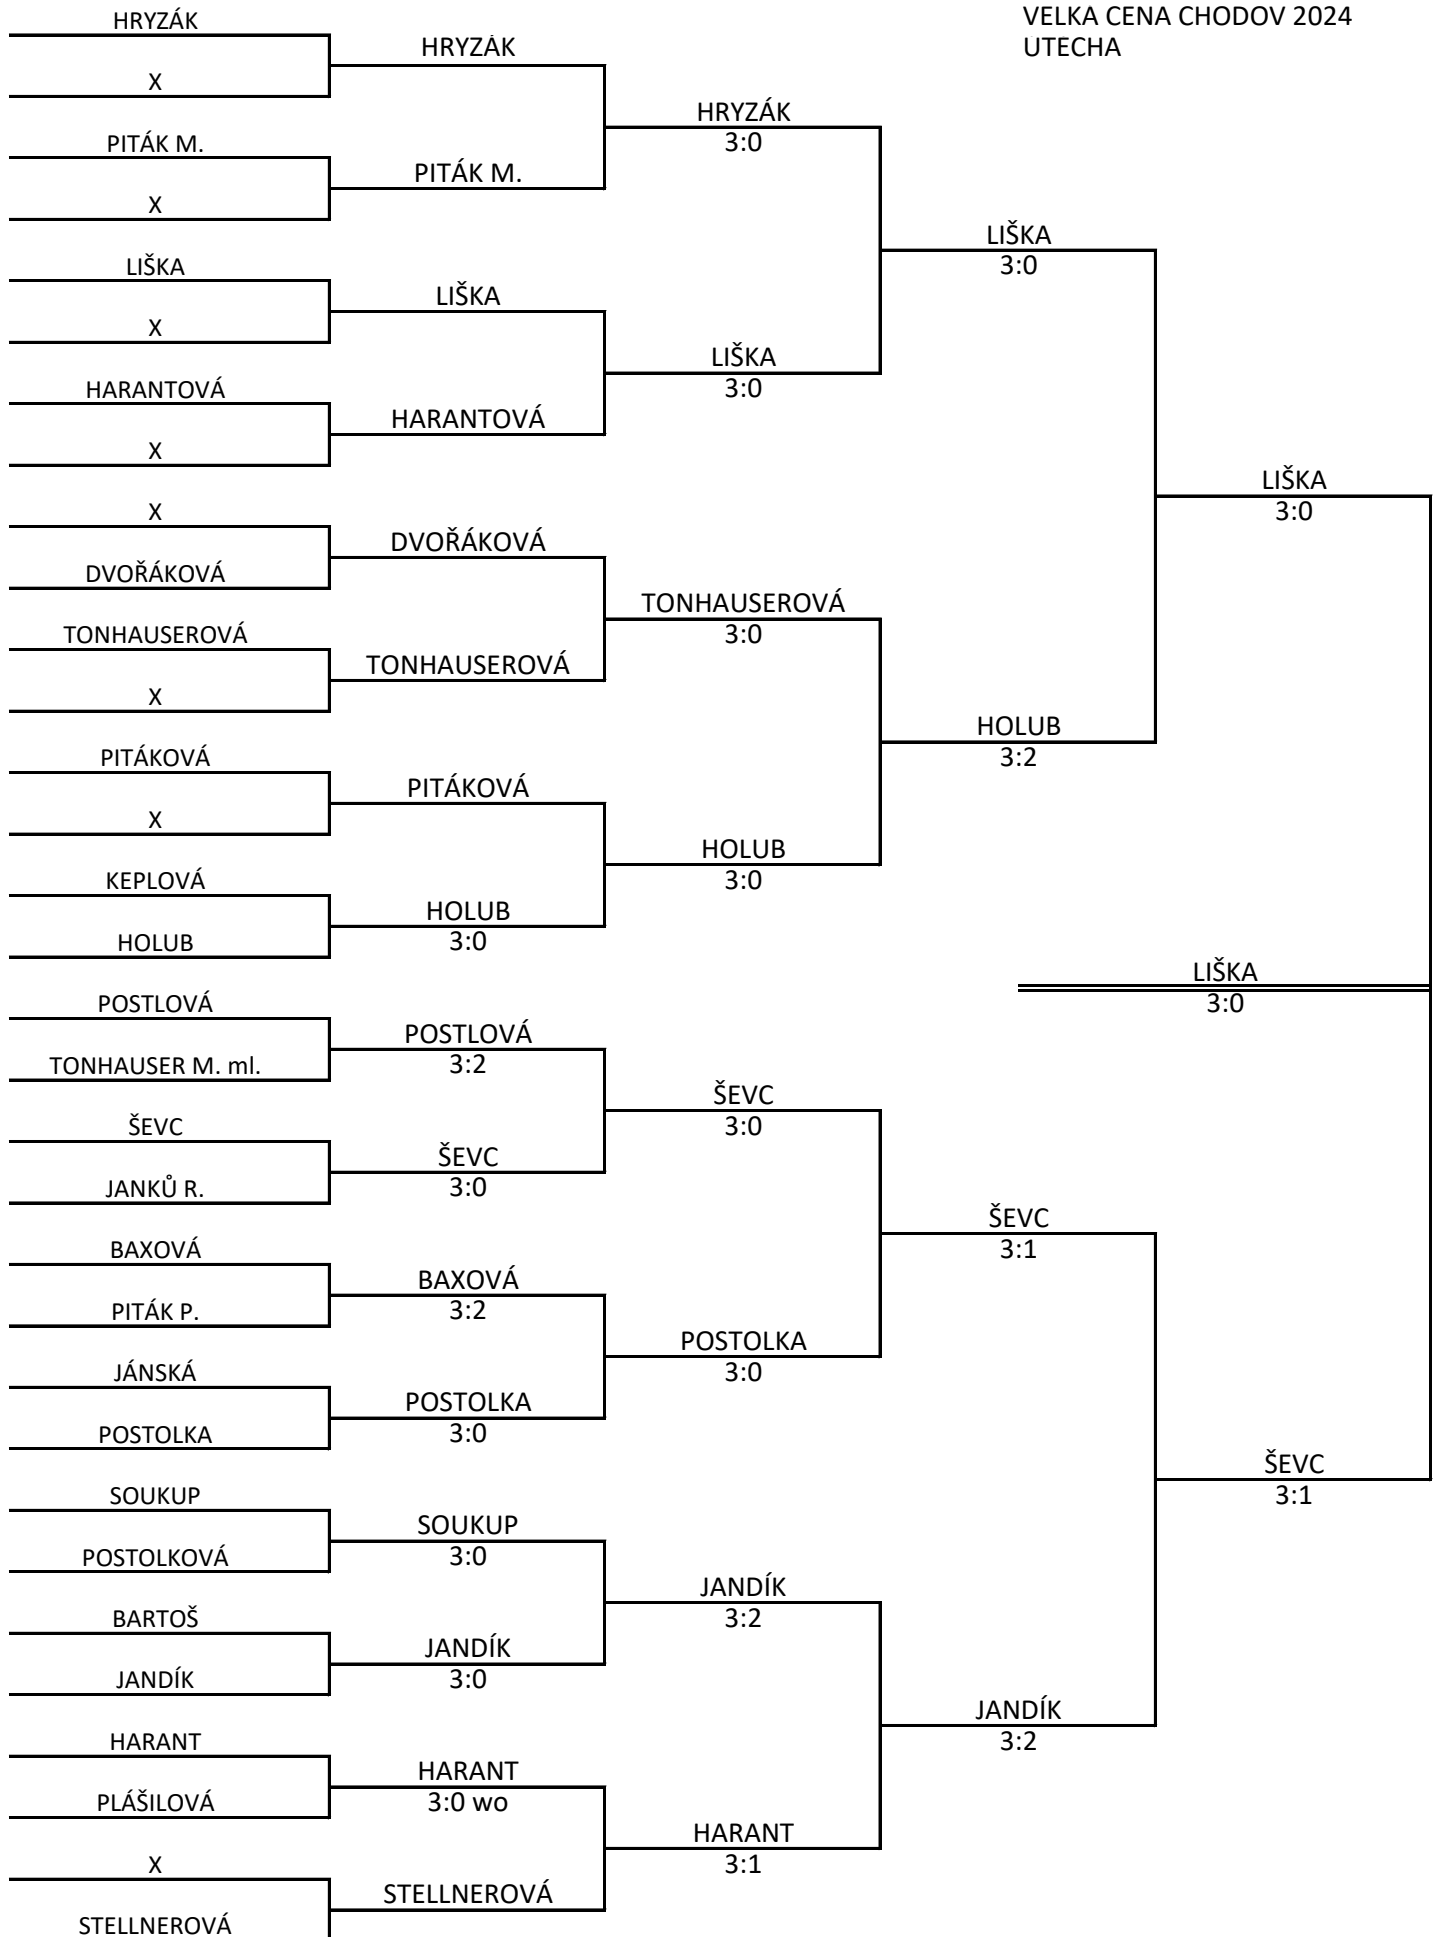 VELKA CENA CHODOV 2024
UTECHA
HRYZÁK
X
PITÁK M.
X
LIŠKA
X
HARANTOVÁ
X
X
DVOŘÁKOVÁ
TONHAUSEROVÁ
X
PITÁKOVÁ
X
KEPLOVÁ
HOLUB
POSTLOVÁ
TONHAUSER M. ml.
ŠEVC
JANKŮ R.
BAXOVÁ
PITÁK P.
JÁNSKÁ
POSTOLKA
SOUKUP
POSTOLKOVÁ
BARTOŠ
JANDÍK
HARANT
PLÁŠILOVÁ
X
STELLNEROVÁ
HRYZÁK
PITÁK M.
LIŠKA
HARANTOVÁ
DVOŘÁKOVÁ
TONHAUSEROVÁ
PITÁKOVÁ
HOLUB
3:0
POSTLOVÁ
3:2
ŠEVC
3:0
BAXOVÁ
3:2
POSTOLKA
3:0
SOUKUP
3:0
JANDÍK
3:0
HARANT
3:0 wo
STELLNEROVÁ
HRYZÁK
3:0
LIŠKA
3:0
TONHAUSEROVÁ
3:0
HOLUB
3:0
ŠEVC
3:0
POSTOLKA
3:0
JANDÍK
3:2
HARANT
3:1
LIŠKA
3:0
HOLUB
3:2
ŠEVC
3:1
JANDÍK
3:2
LIŠKA
3:0
ŠEVC
3:1
LIŠKA
3:0